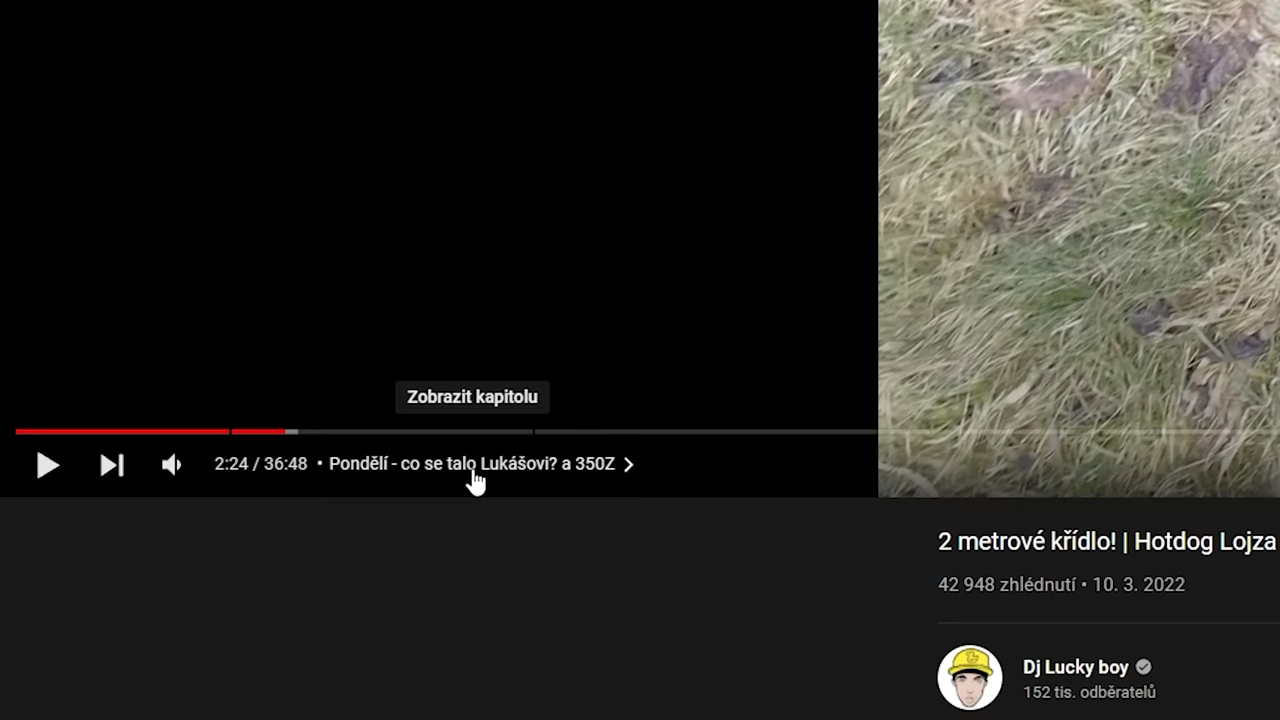 Zobrazit kapitolu
2:24 / 36:48 • Pondělí - co se talo Lukášovi? a 350Z
2 metrové křídlo! | Hotdog Lojza
42 948 zhlédnutí • 10. 3. 2022
Dj Lucky boy
152 tis. odběratelů